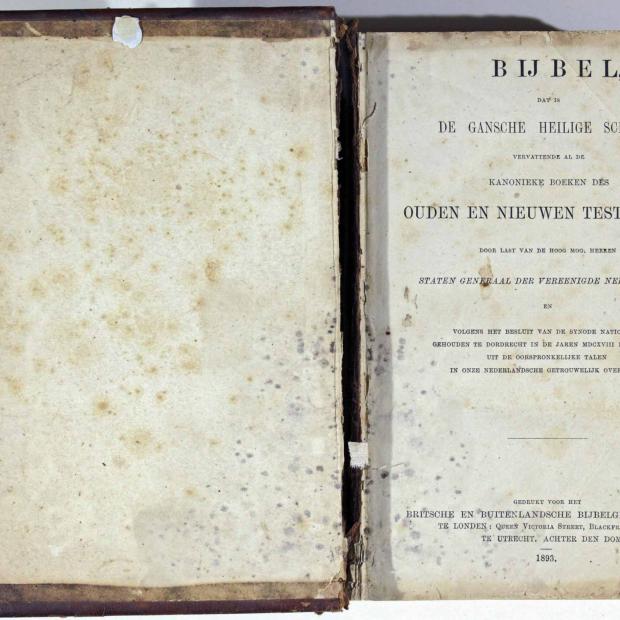 BIJBEL,
DAT IS
DE GANSCHE HEILIGE SC
VERVATTENDE AL DE
KANONIEKE BOEKEN DES
OUDEN EN NIEUWEN TEST
DOOR LAST VAN DE HOOG MOG. HEEREN
STATEN GENERAAL DER VEREENIGDE NE
EN
VOLGENS HET BESLUIT VAN DE SYNODE NATIO
GEHOUDEN TE DORDRECHT IN DE JAREN MDCXVIII
UIT DE OORSPRONKELIJKE TALEN
IN ONZE NEDERLANDSCHE GETROUWELIJK OVER
GEDRUKT VOOR HET
BRITSCHE EN BUITENLANDSCHE BIJBELG
TE LONDEN: QUEEN VICTORIA STREET, BLACKFR
TE UTRECHT, ACHTER DEN DOM
1895.